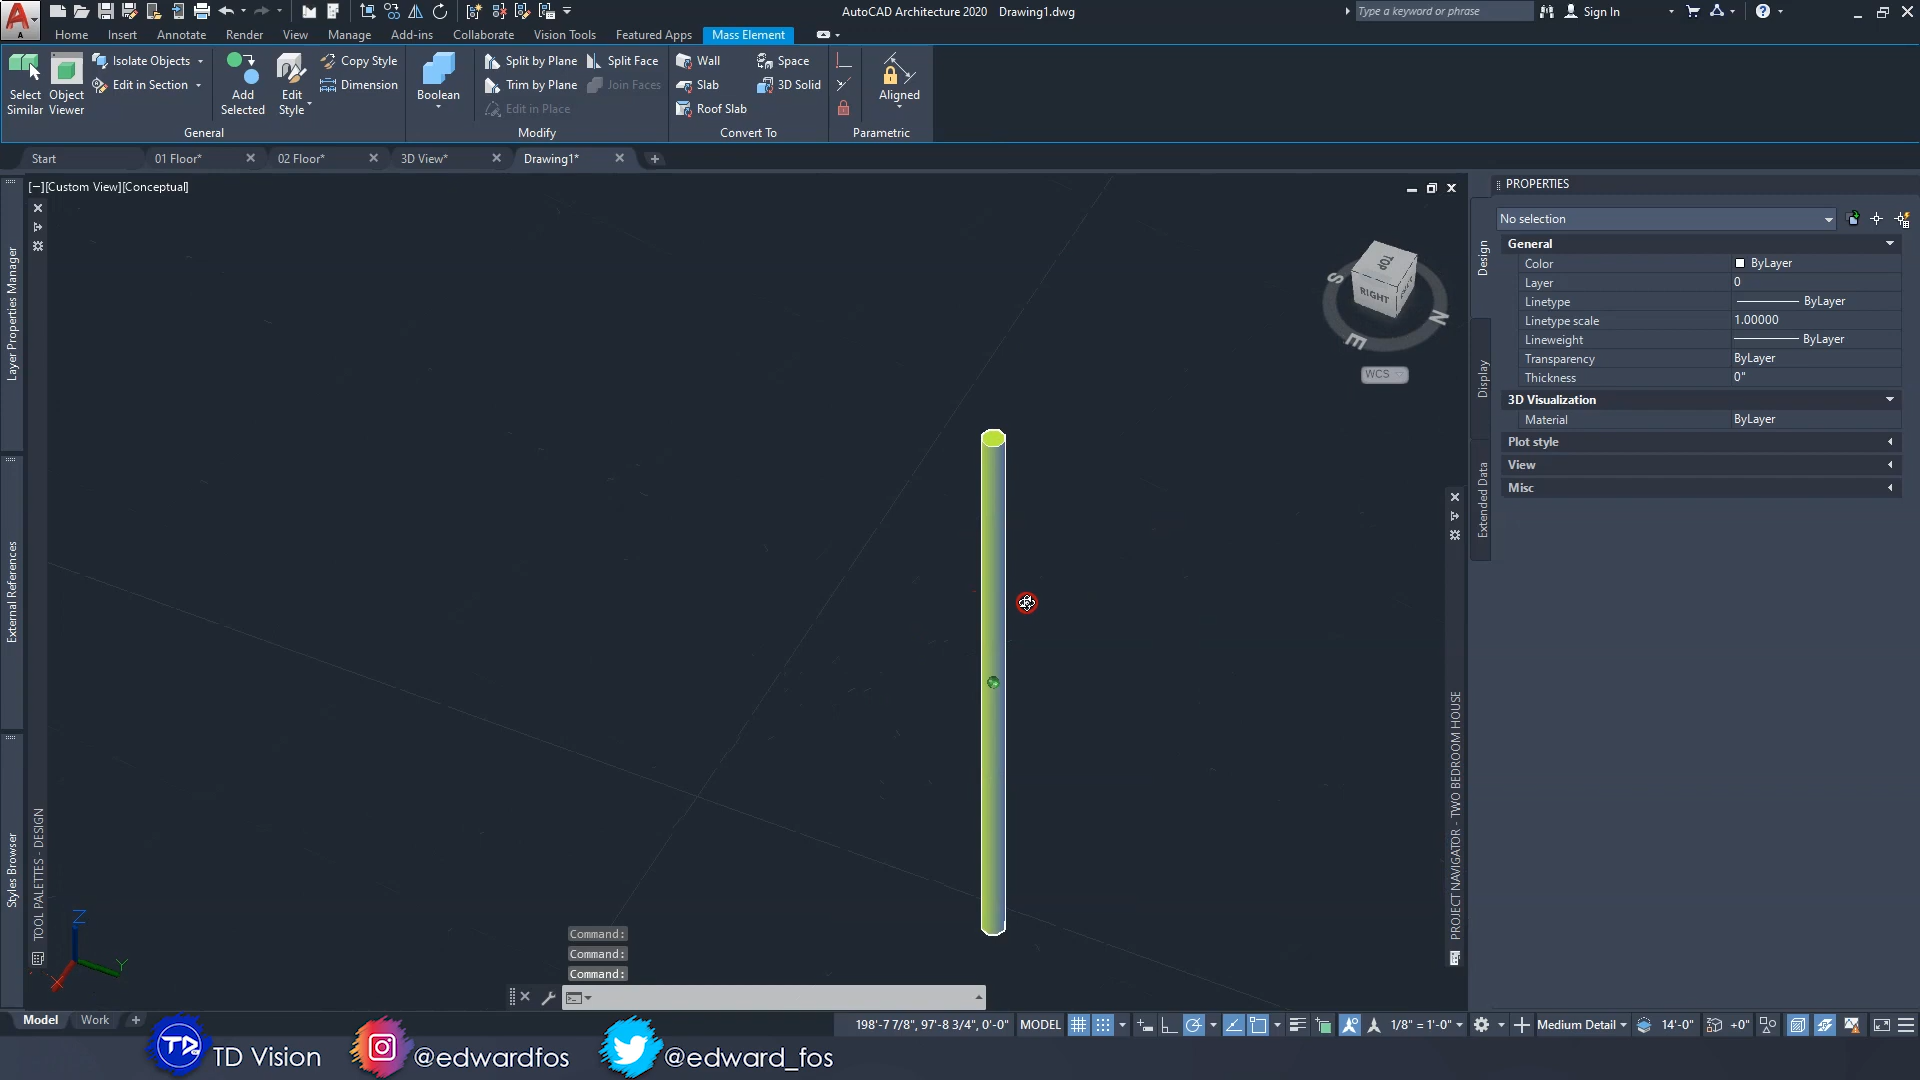 AutoCAD Architecture 2020 Drawing1.dwg
Type a keyword or phrase
Sign In
Home Insert Annotate Render View Manage Add-ins Collaborate Vision Tools Featured Apps Mass Element
Select Similar
Object Viewer
Isolate Objects
Edit in Section
General
Add Selected
Edit Style
Copy Style
Dimension
Boolean
Split by Plane
Trim by Plane
Edit in Place
Split Face
Join Faces
Modify
Wall
Slab
Roof Slab
Space
3D Solid
Convert To
Aligned
Parametric
Start 01 Floor* 02 Floor* 3D View* Drawing1*
[−][Custom View][Conceptual]
Layer Properties Manager
External References
Styles Browser
TOOL PALETTES - DESIGN
TOP
RIGHT
S
N
E
WCS
PROJECT NAVIGATOR - TWO BEDROOM HOUSE
Design
Display
Extended Data
PROPERTIES
No selection
General
Color ByLayer
Layer 0
Linetype ByLayer
Linetype scale 1.00000
Lineweight ByLayer
Transparency ByLayer
Thickness 0"
3D Visualization
Material ByLayer
Plot style
View
Misc
Z
Y
X
Command:
Command:
Command:
Model Work
198'-7 7/8", 97'-8 3/4", 0'-0" MODEL 1/8" = 1'-0" Medium Detail 14'-0" +0"
TD Vision @edwardfos @edward_fos